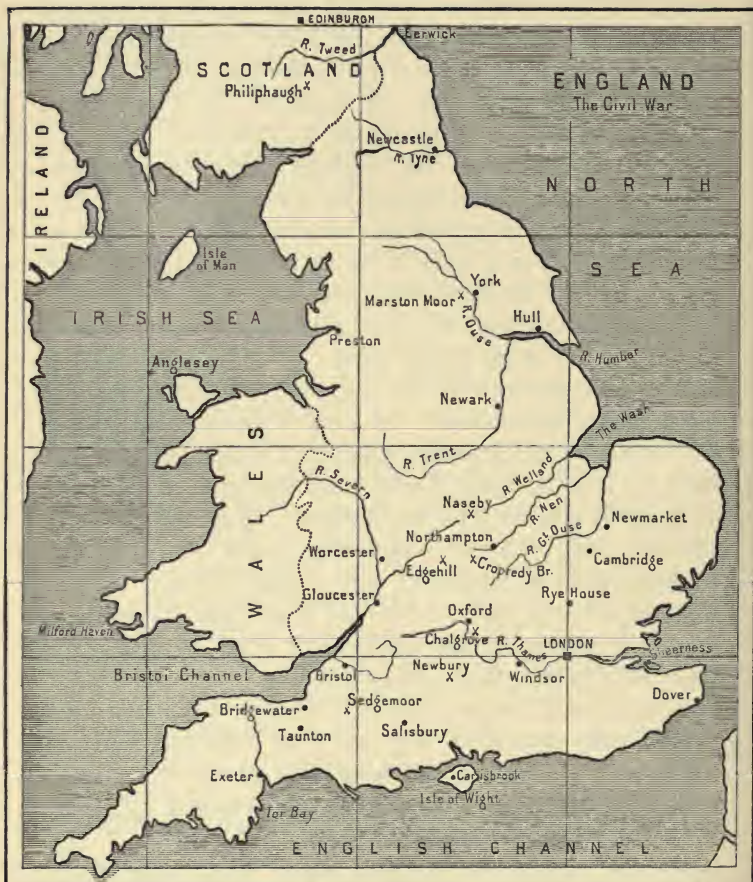 EDINBURGH
Berwick
R. Tweed
SCOTLAND
Philiphaugh
ENGLAND
The Civil War
Newcastle
R. Tyne
IRELAND
NORTH
SEA
Isle
of Man
York
Marston Moor
R. Ouse
IRISH SEA
Hull
Preston
R. Humber
Anglesey
Newark
The Wash
WALES
R. Trent
R. Severn
R. Welland
Naseby
R. Nen
Northampton
R. Gt. Ouse
Newmarket
Worcester
Edgehill
Cropredy Br.
Cambridge
Gloucester
Rye House
Oxford
Milford Haven
Chalgrove
R. Thames
LONDON
Sheerness
Bristol Channel
Bristol
Newbury
Windsor
Dover
Bridgewater
Sedgemoor
Taunton
Salisbury
Exeter
Carisbrook
Isle of Wight
Tor Bay
ENGLISH CHANNEL